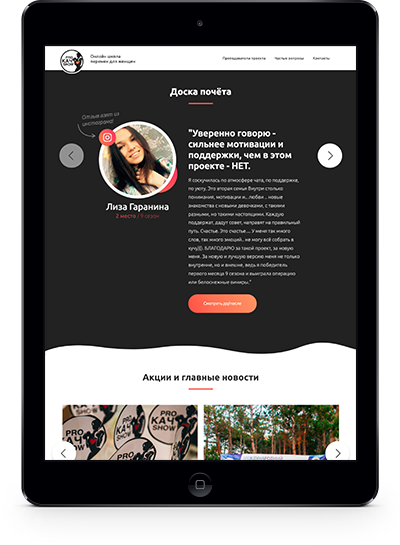 PRO
КАЧ
SHOW
Онлайн-школа
перемен для женщин
Преподаватели проекта
Частые вопросы
Контакты
Доска почёта
Отзыв взят из
инстаграма!
Лиза Гаранина
2 место / 9 сезон
"Уверенно говорю -
сильнее мотивации и
поддержки, чем в этом
проекте - НЕТ.
Я соскучилась по атмосфере чата, по поддержке,
по уюту. Это вторая семья Внутри столько
понимания, мотивации и...любви .. новые
знакомства с новыми девочками, с такими
разными, но такими настоящими. Каждую
поддержат, дадут совет, направят на правильный
путь. Счастье. Это счастье.... У меня так много
слов, так много эмоций.. не могу всё собрать в
кучу))). БЛАГОДАРЮ за такой проект, за новую
меня. За новую и лучшую версию меня не только
внутренне, но и внешне, ведь я победитель
первого месяца 9 сезона и выиграла операцию
или белоснежные виниры."
Акции и главные новости
PRO
КАЧ
SHOW
PRO
КАЧ
SHOW